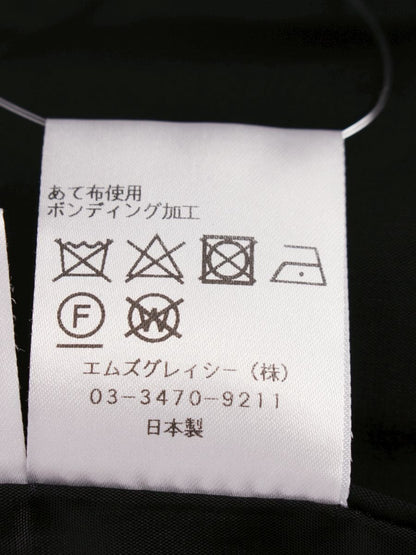 あて布使用
ボンディング加工
F W
エムズグレイシー(株)
03-3470-9211
日本製